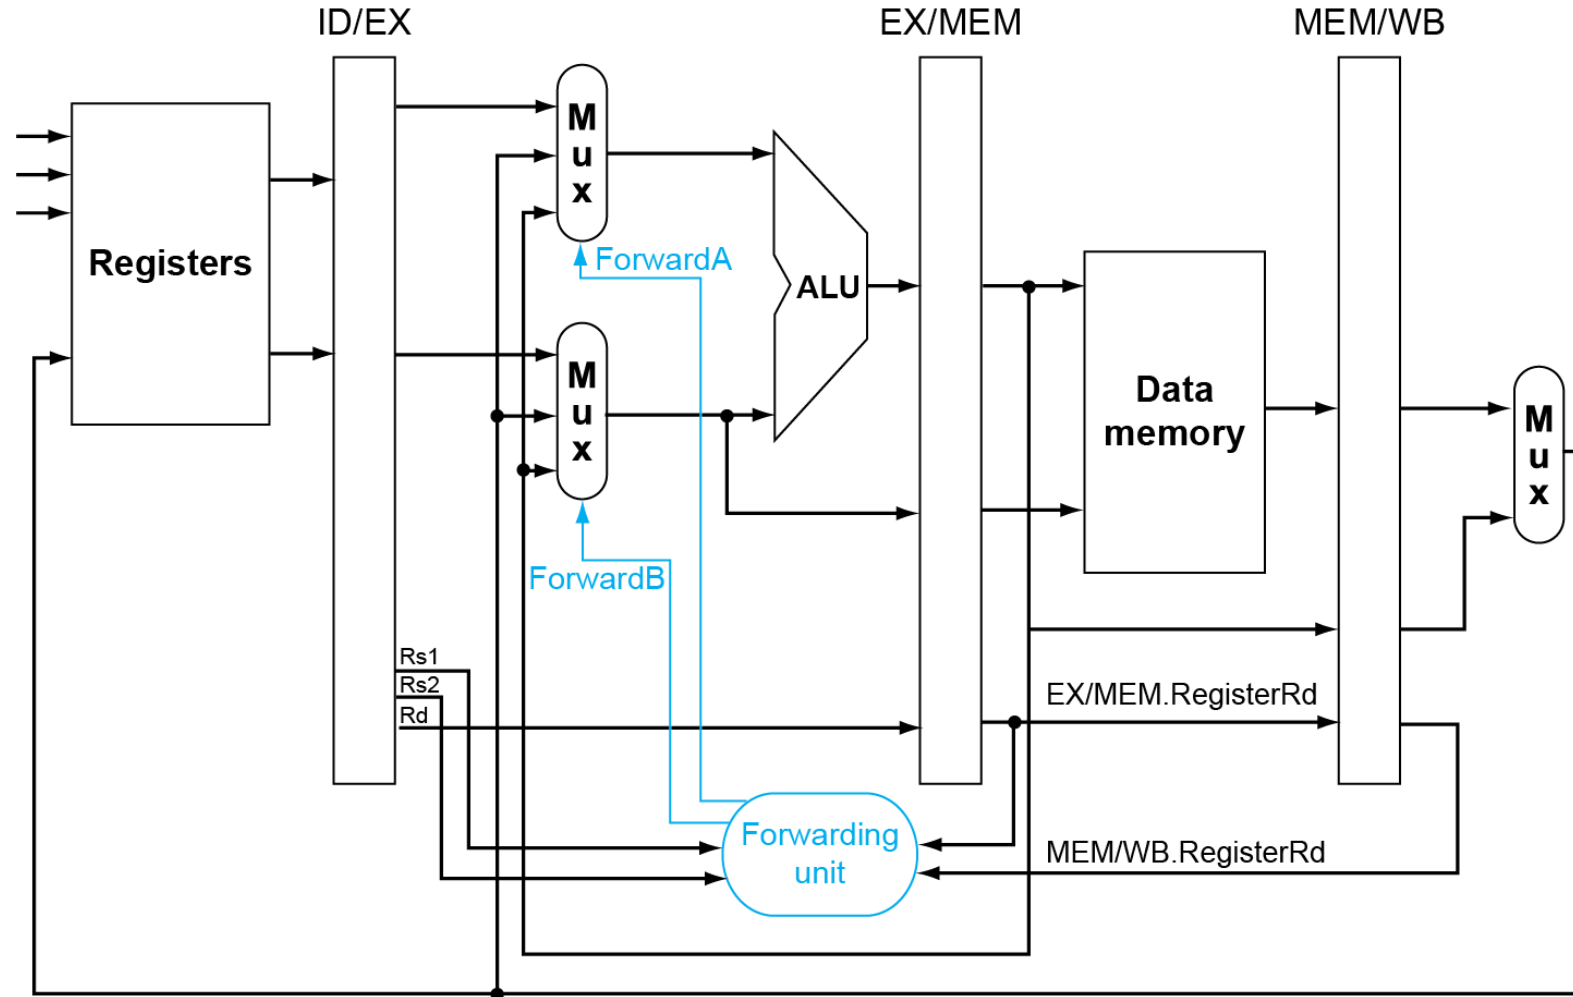 ID/EX
EX/MEM
MEM/WB
M
u
x
Registers
ForwardA
ALU
M
u
x
Data
memory
M
u
x
ForwardB
Rs1
Rs2
Rd
EX/MEM.RegisterRd
Forwarding
unit
MEM/WB.RegisterRd